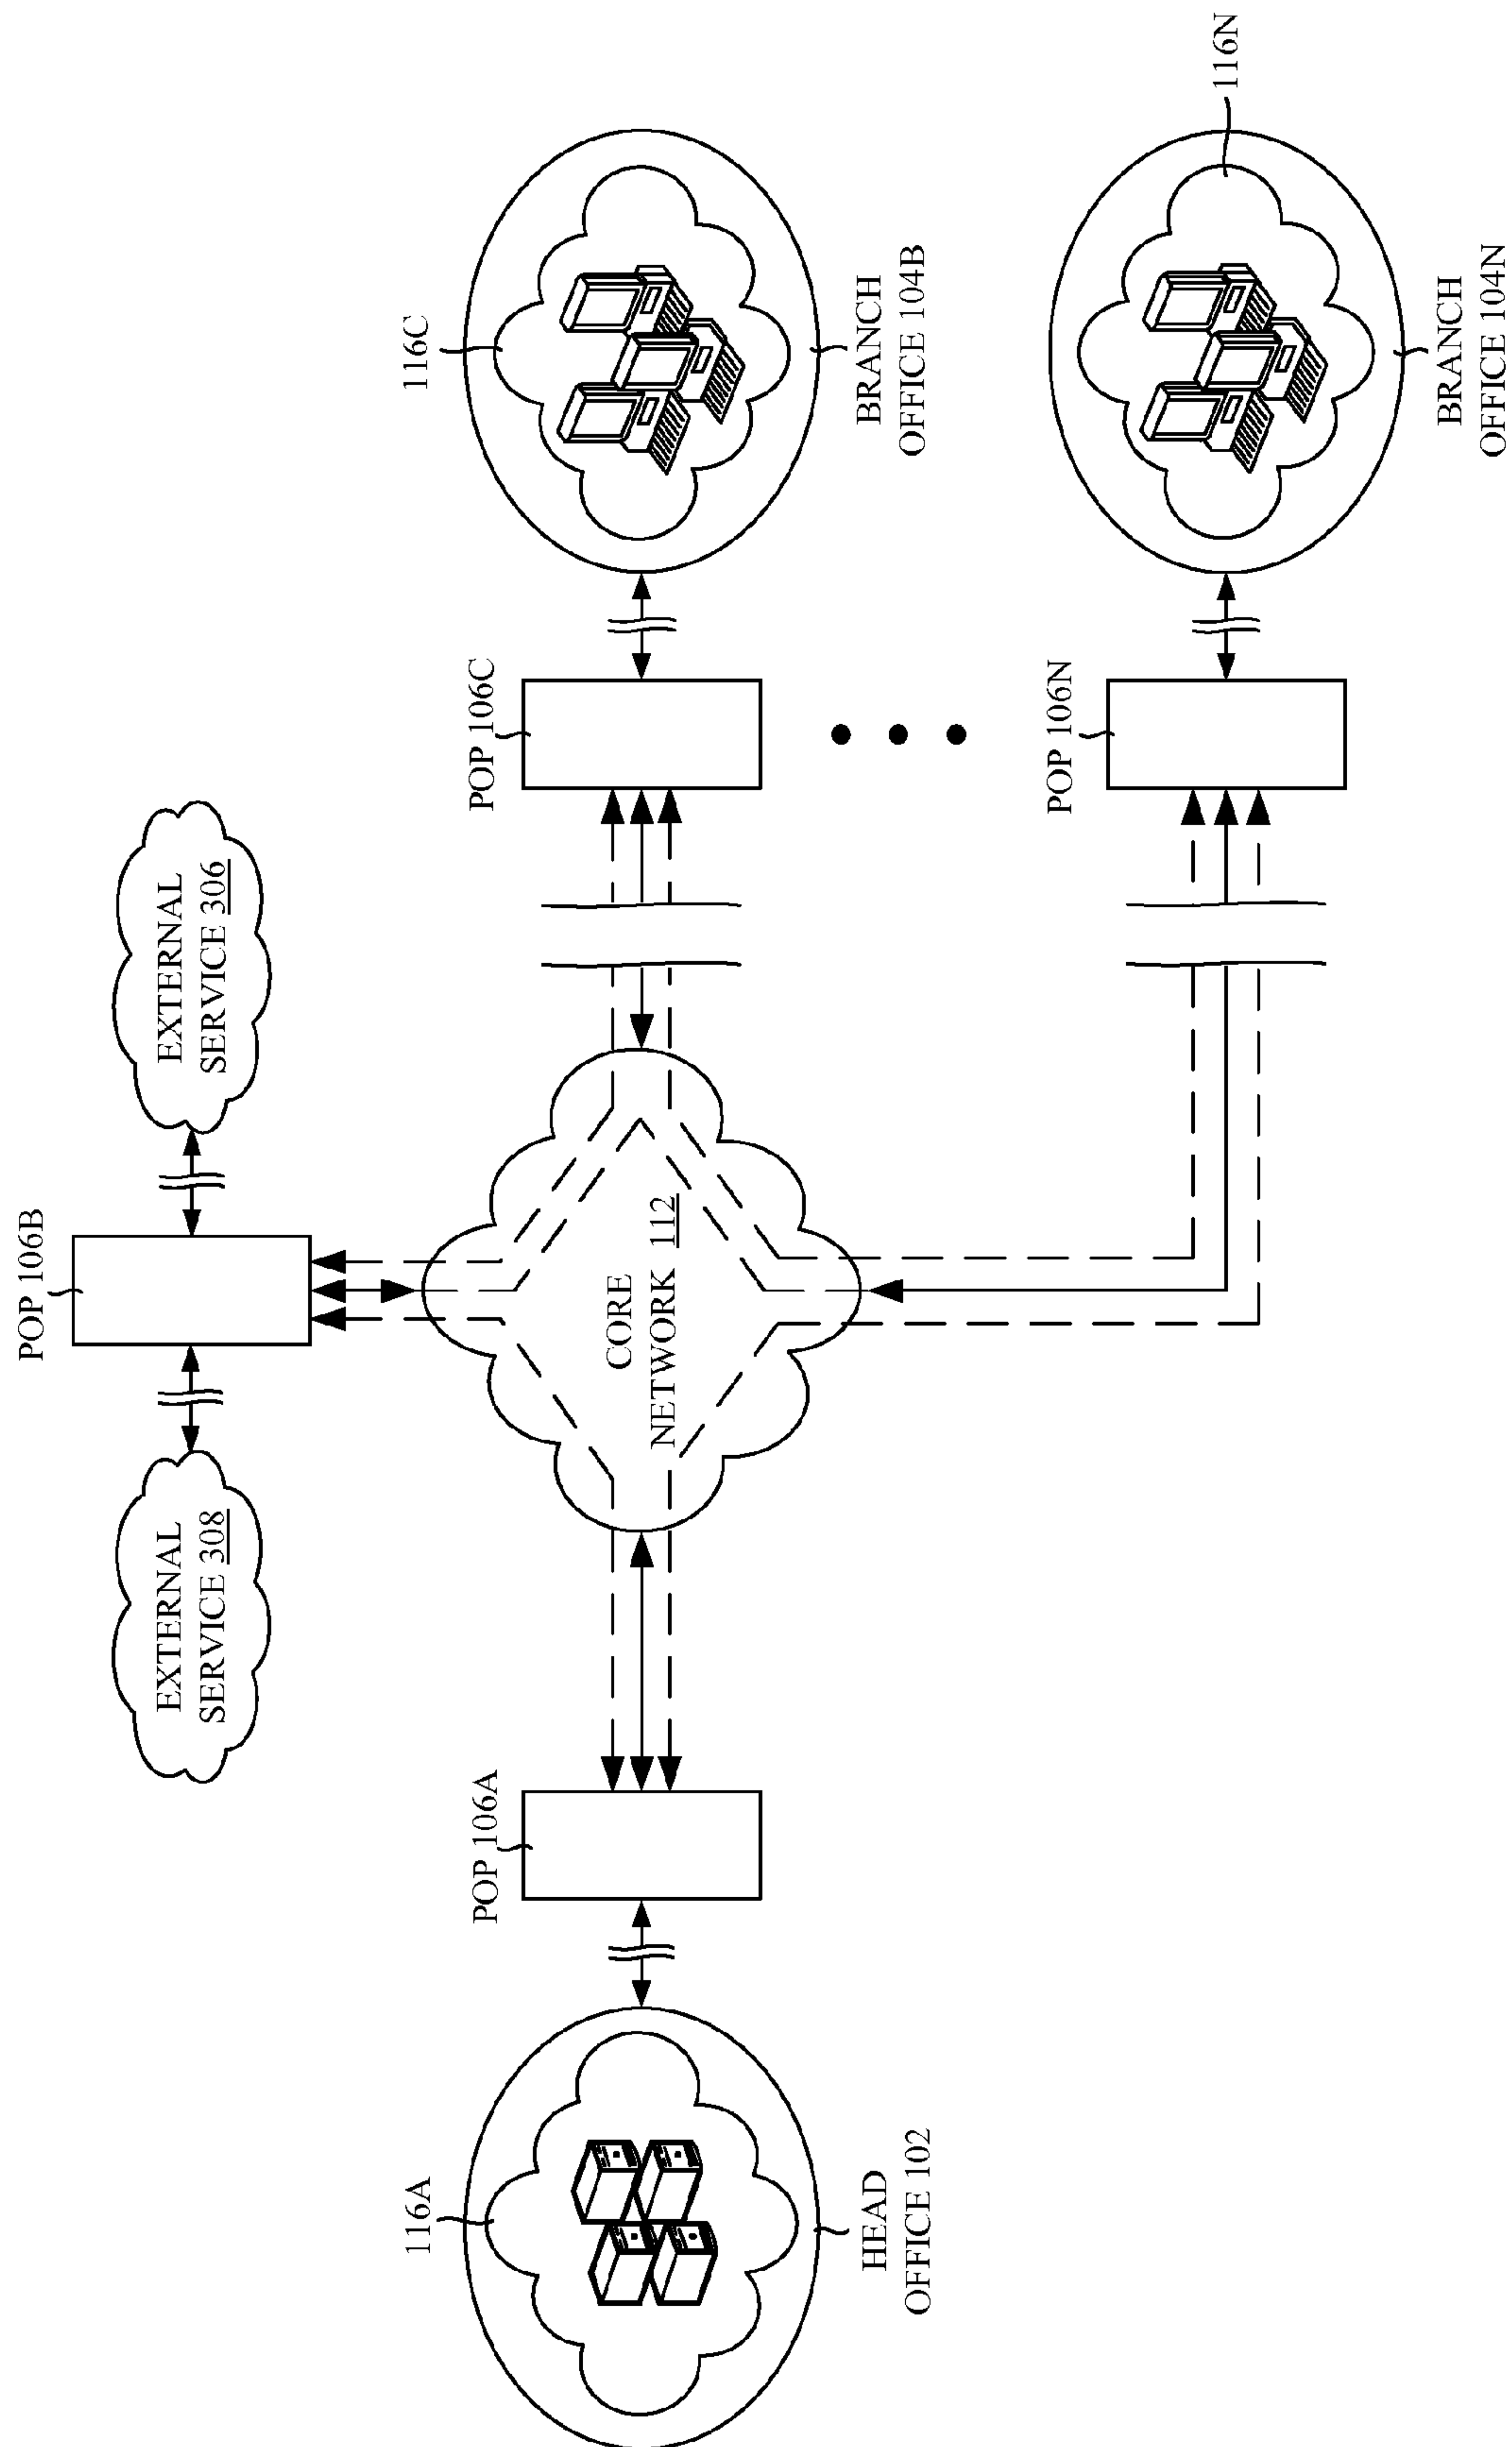 EXTERNAL
SERVICE 308
POP 106B
EXTERNAL
SERVICE 306
116A
HEAD
OFFICE 102
POP 106A
CORE
NETWORK 112
POP 106C
116C
BRANCH
OFFICE 104B
POP 106N
116N
BRANCH
OFFICE 104N